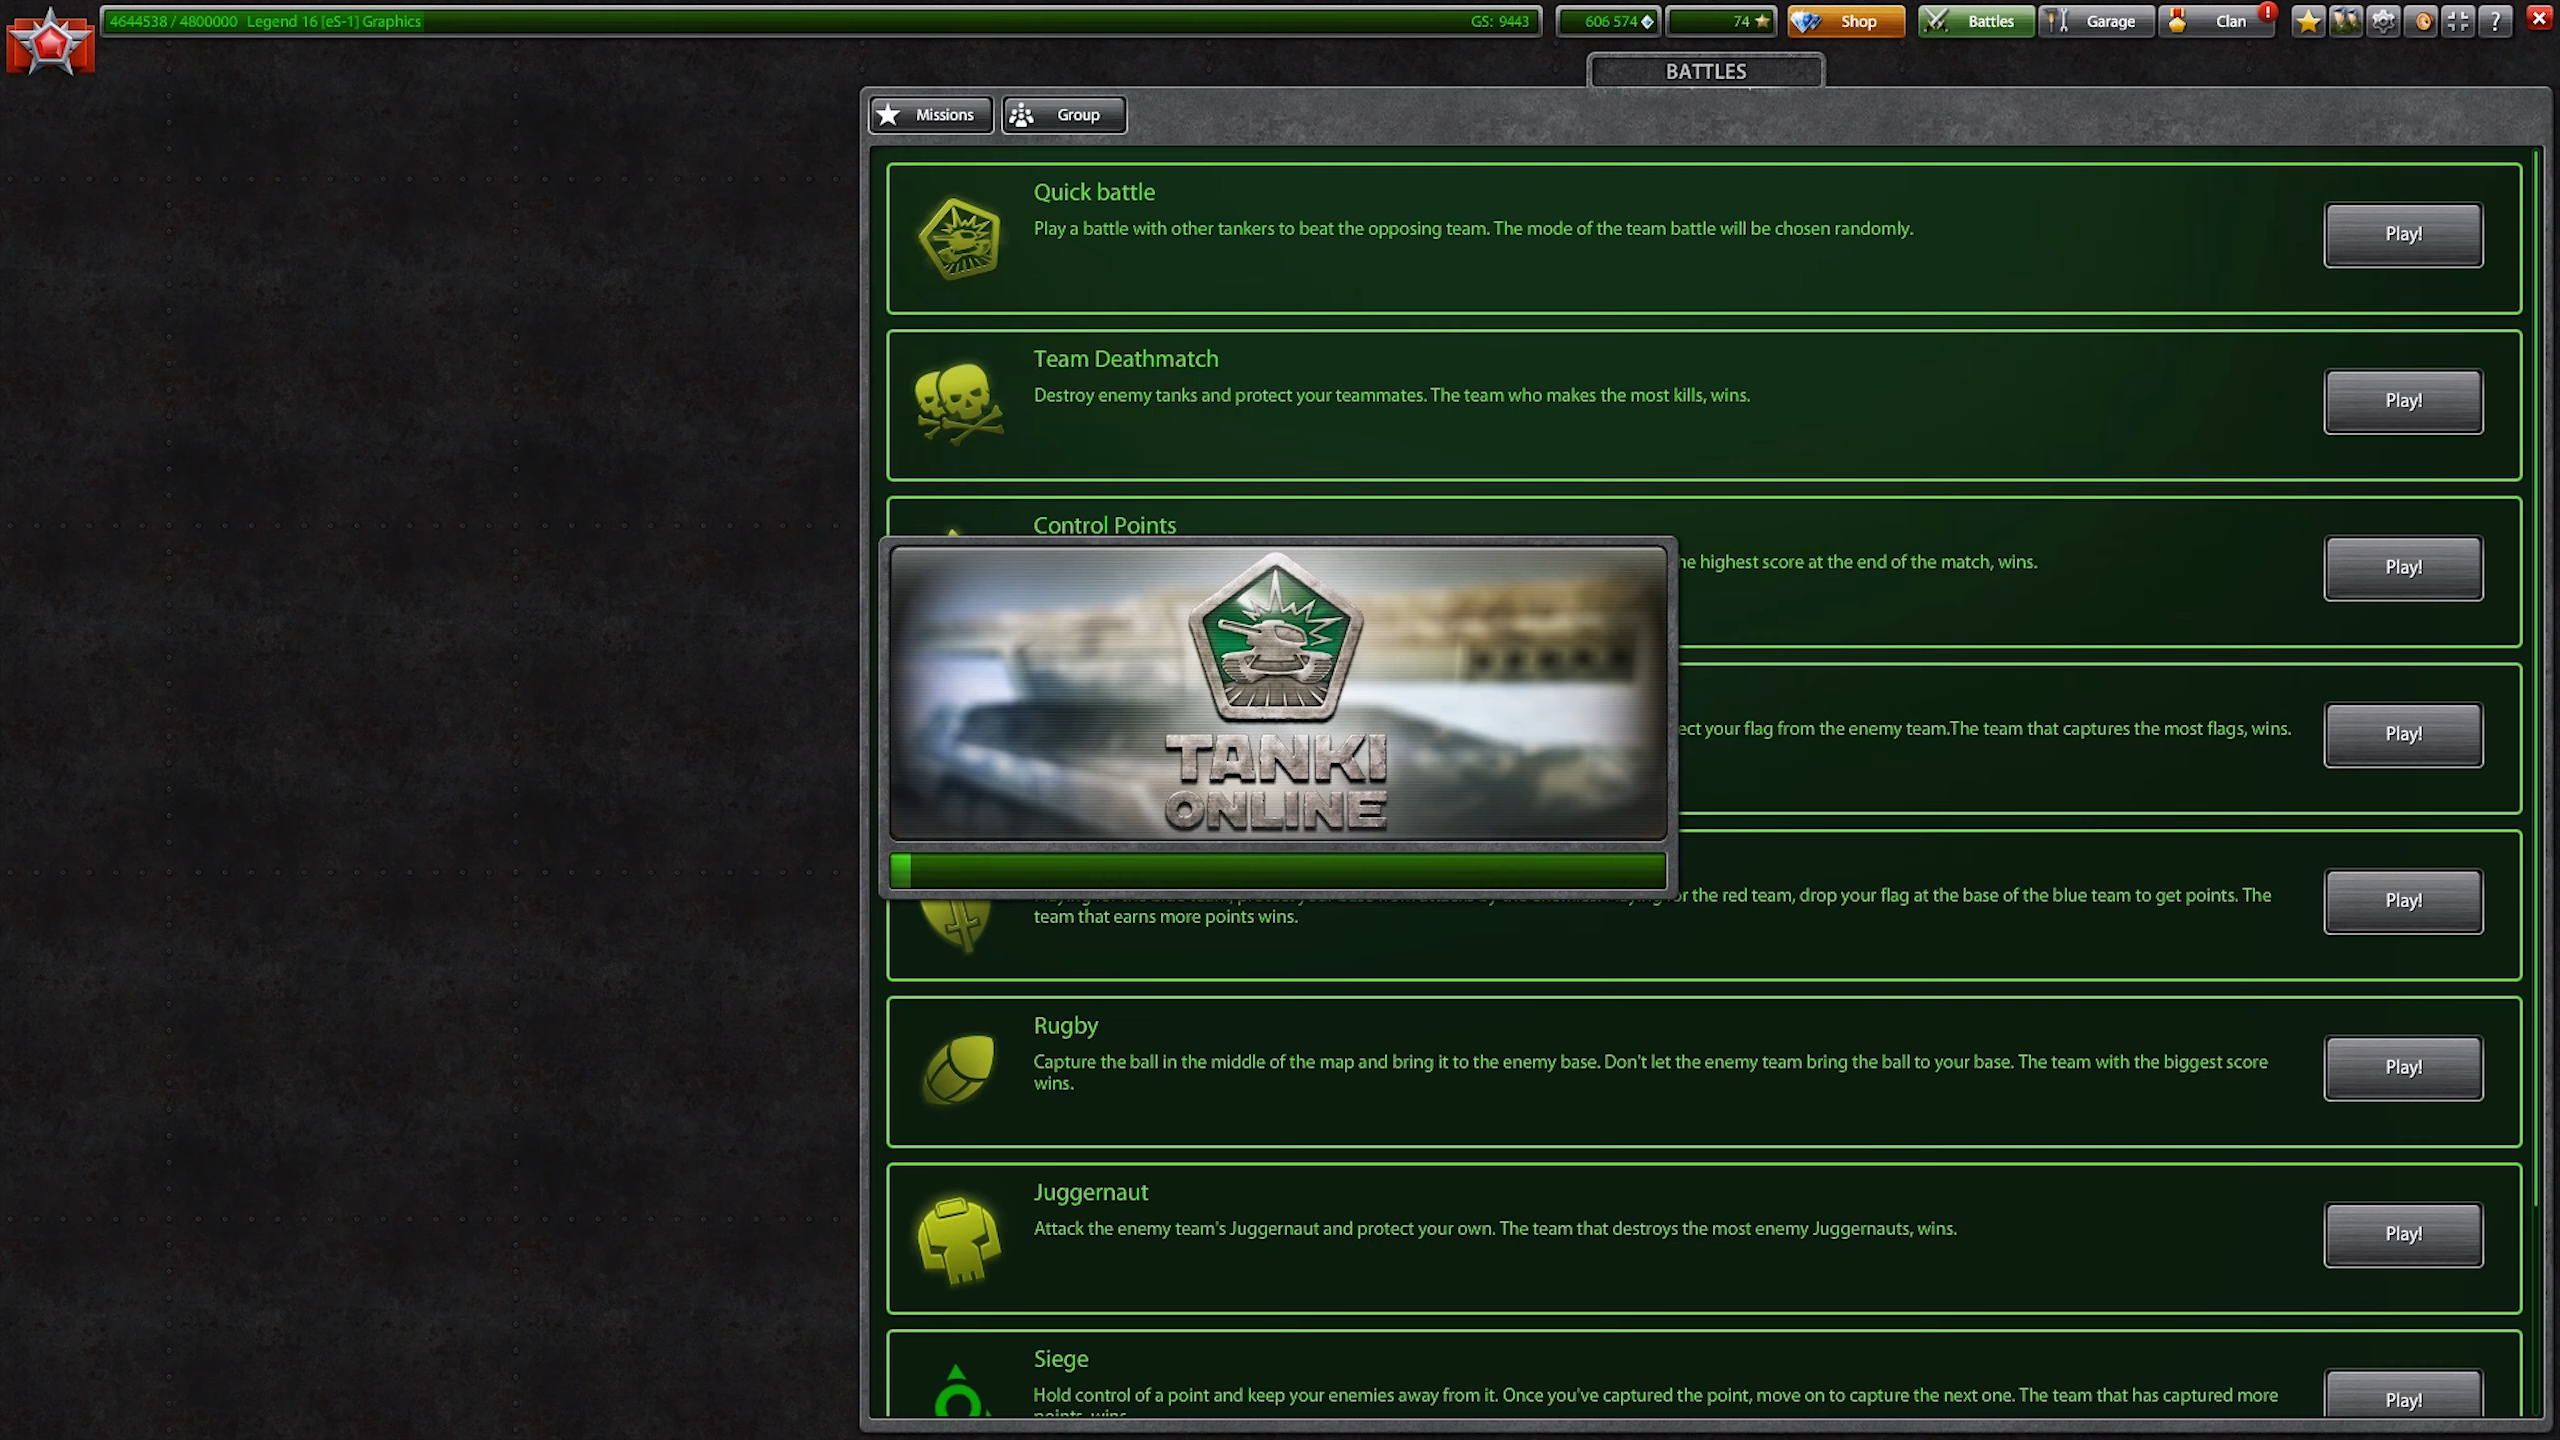 4644538 / 4800000 Legend 16 [eS-1] Graphics
GS: 9443
606 574
74
Shop
Battles
Garage
Clan
!
?
BATTLES
Missions
Group
Quick battle
Play a battle with other tankers to beat the opposing team. The mode of the team battle will be chosen randomly.
Play!
Team Deathmatch
Destroy enemy tanks and protect your teammates. The team who makes the most kills, wins.
Play!
Control Points
highest score at the end of the match, wins.
Play!
TANKI
ONLINE
your flag from the enemy team.The team that captures the most flags, wins.
Play!
the red team, drop your flag at the base of the blue team to get points. The
team that earns more points wins.
Play!
Rugby
Capture the ball in the middle of the map and bring it to the enemy base. Don't let the enemy team bring the ball to your base. The team with the biggest score
wins.
Play!
Juggernaut
Attack the enemy team's Juggernaut and protect your own. The team that destroys the most enemy Juggernauts, wins.
Play!
Siege
Hold control of a point and keep your enemies away from it. Once you've captured the point, move on to capture the next one. The team that has captured more
Play!